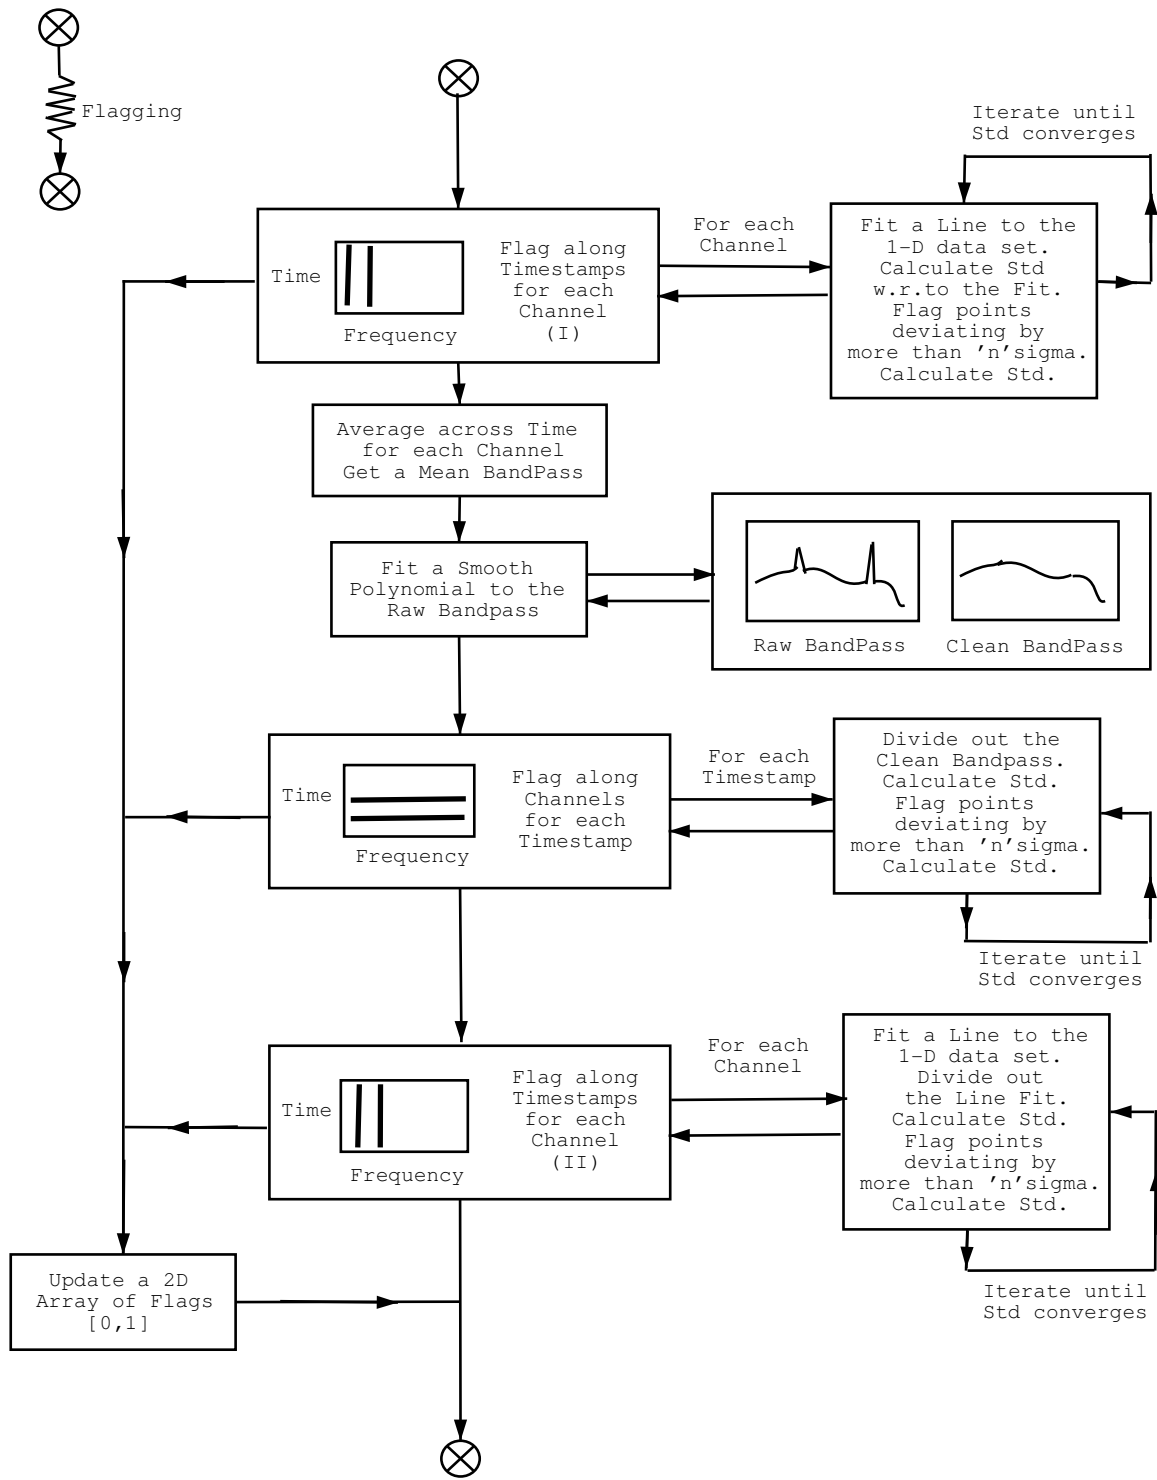 Flagging
Iterate until
Std converges
Time
Frequency
Flag along
Timestamps
for each
Channel
(I)
For each
Channel
Fit a Line to the
1-D data set.
Calculate Std
w.r.to the Fit.
Flag points
deviating by
more than ’n’sigma.
Calculate Std.
Average across Time
for each Channel
Get a Mean BandPass
Fit a Smooth
Polynomial to the
Raw Bandpass
Raw BandPass
Clean BandPass
Time
Frequency
Flag along
Channels
for each
Timestamp
For each
Timestamp
Divide out the
Clean Bandpass.
Calculate Std.
Flag points
deviating by
more than ’n’sigma.
Calculate Std.
Iterate until
Std converges
Time
Frequency
Flag along
Timestamps
for each
Channel
(II)
For each
Channel
Fit a Line to the
1-D data set.
Divide out
the Line Fit.
Calculate Std.
Flag points
deviating by
more than ’n’sigma.
Calculate Std.
Iterate until
Std converges
Update a 2D
Array of Flags
[0,1]